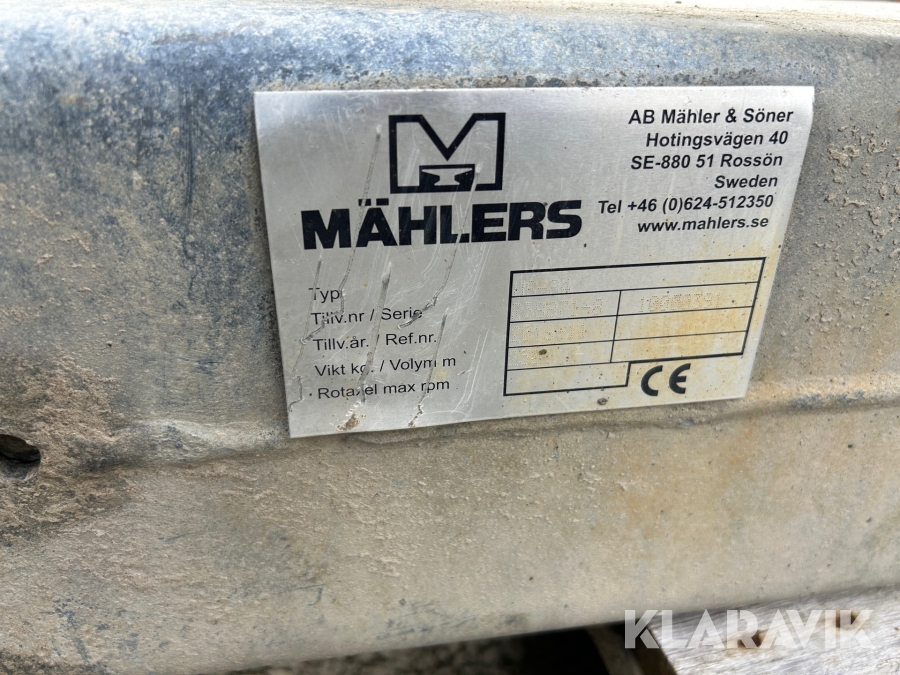 AB Mähler & Söner
Hotingsvägen 40
SE-880 51 Rossön
Sweden
Tel +46 (0)624-512350
www.mahlers.se
MÄHLERS
Typ
Tillv.nr / Serie
Tillv.år. / Ref.nr.
Vikt kg. / Volym m
Rotaxel max rpm
CE
KLARAVIK